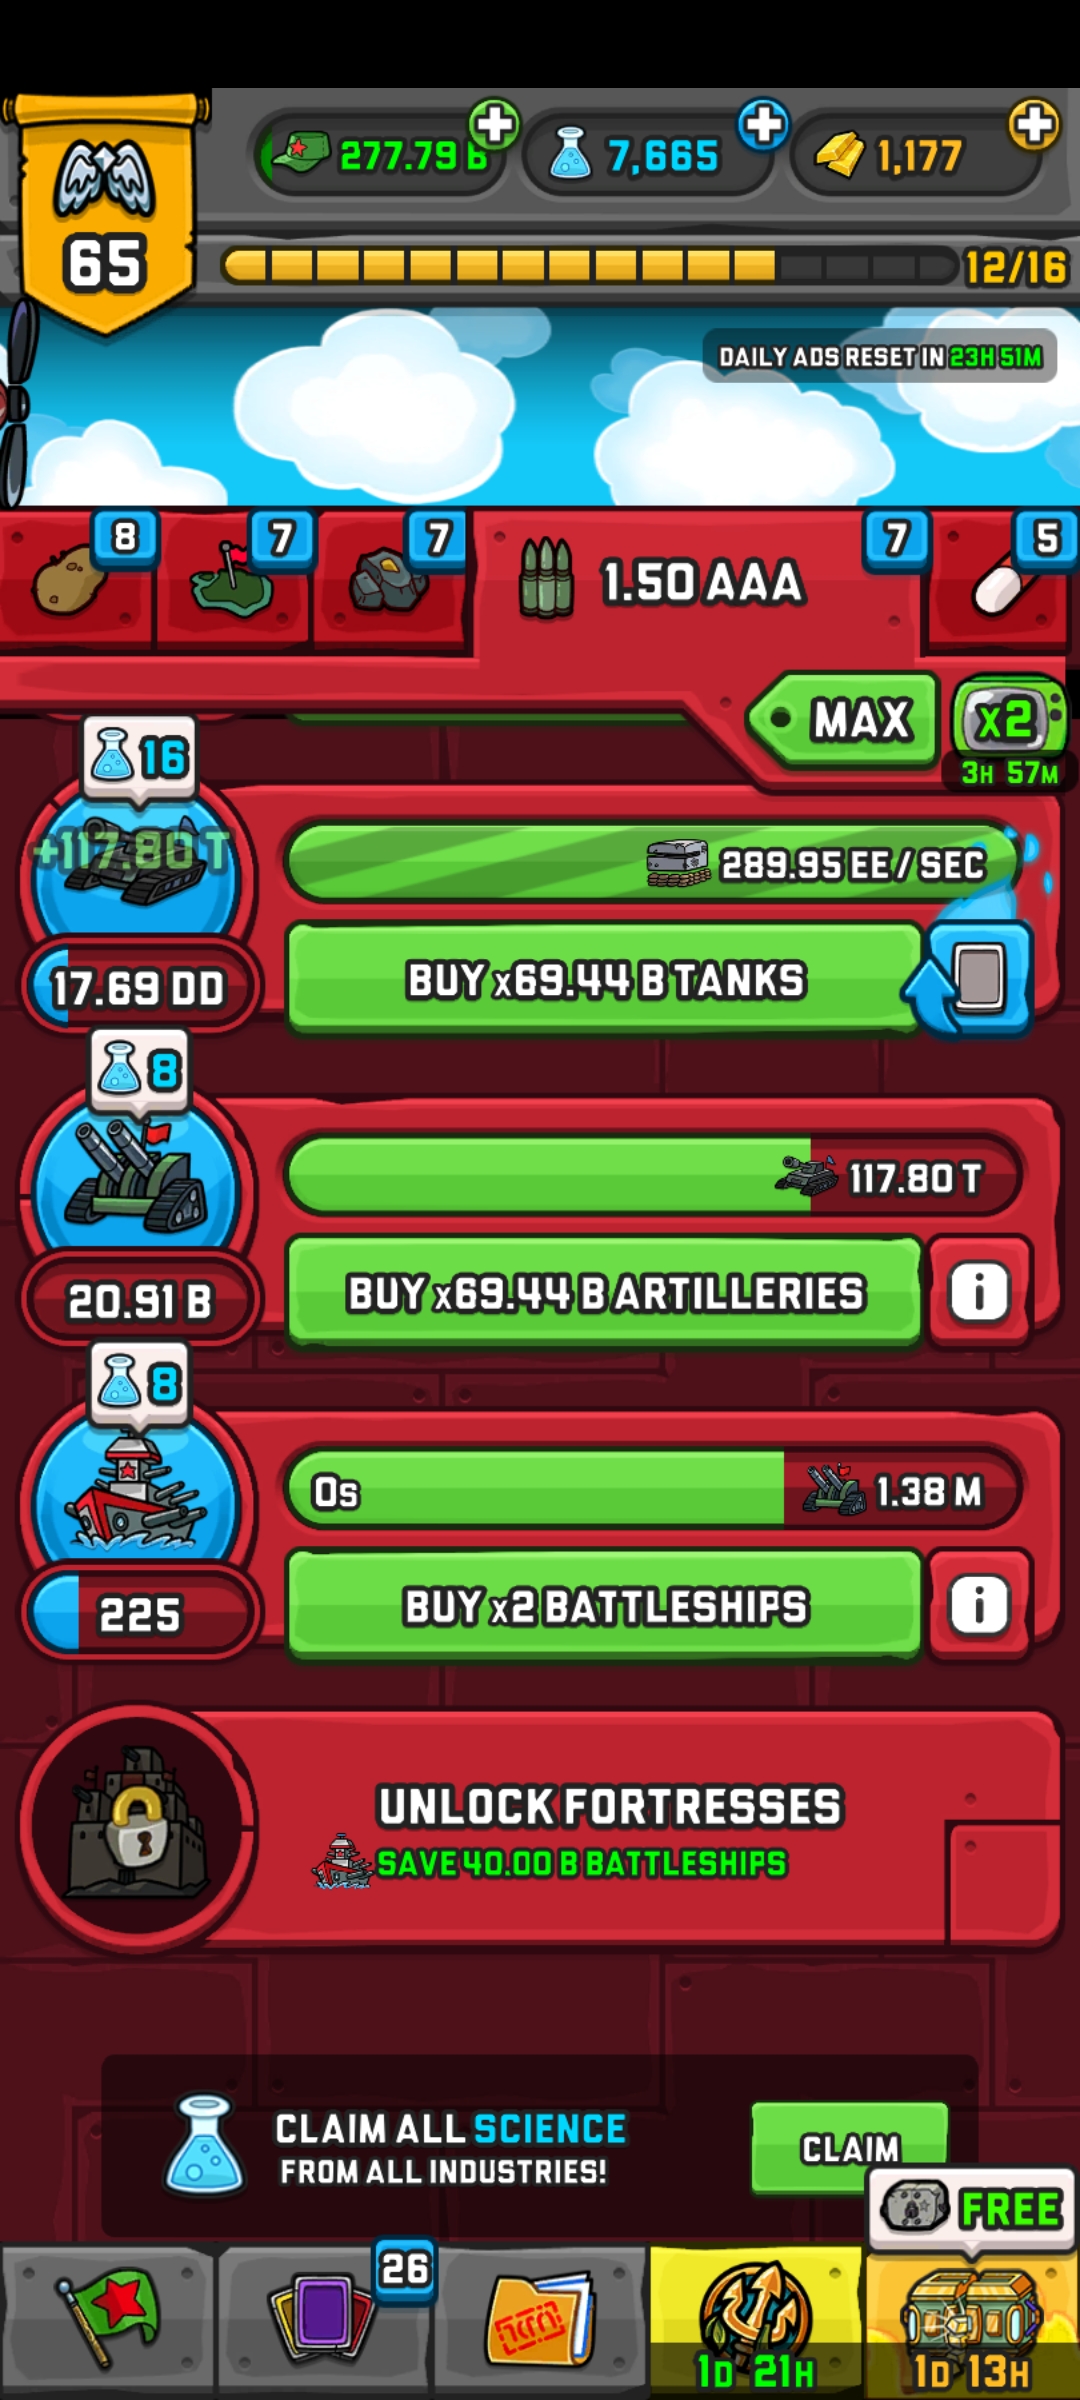 277.79 B
7,665
1,177
65
12/16
DAILY ADS RESET IN 23H 51M
8
7
7
1.50 AAA
7
5
MAX
x2
3H 57M
16
+117.80 T
289.95 EE / SEC
17.69 DD
BUY x69.44 B TANKS
8
117.80 T
20.91 B
BUY x69.44 B ARTILLERIES
i
8
0s
1.38 M
225
BUY x2 BATTLESHIPS
i
UNLOCK FORTRESSES
SAVE 40.00 B BATTLESHIPS
CLAIM ALL SCIENCE
FROM ALL INDUSTRIES!
CLAIM
FREE
26
1D 21H
1D 13H